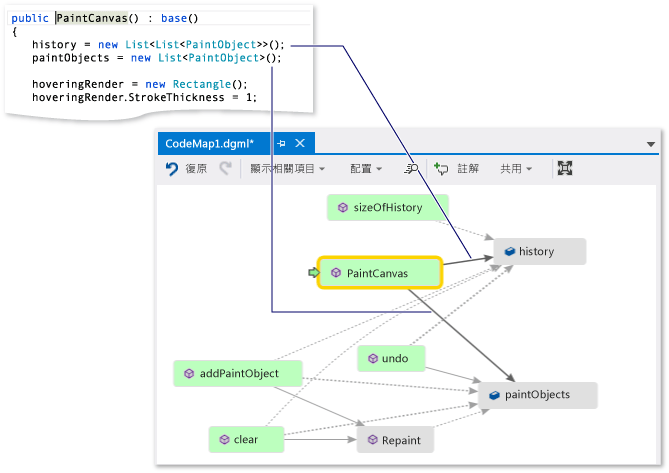 public PaintCanvas() : base()
{
history = new List<List<PaintObject>>();
paintObjects = new List<PaintObject>();
hoveringRender = new Rectangle();
hoveringRender.StrokeThickness = 1;
CodeMap1.dgml*
復原 顯示相關項目 配置 註解 共用
sizeOfHistory
history
PaintCanvas
undo
addPaintObject
paintObjects
clear
Repaint